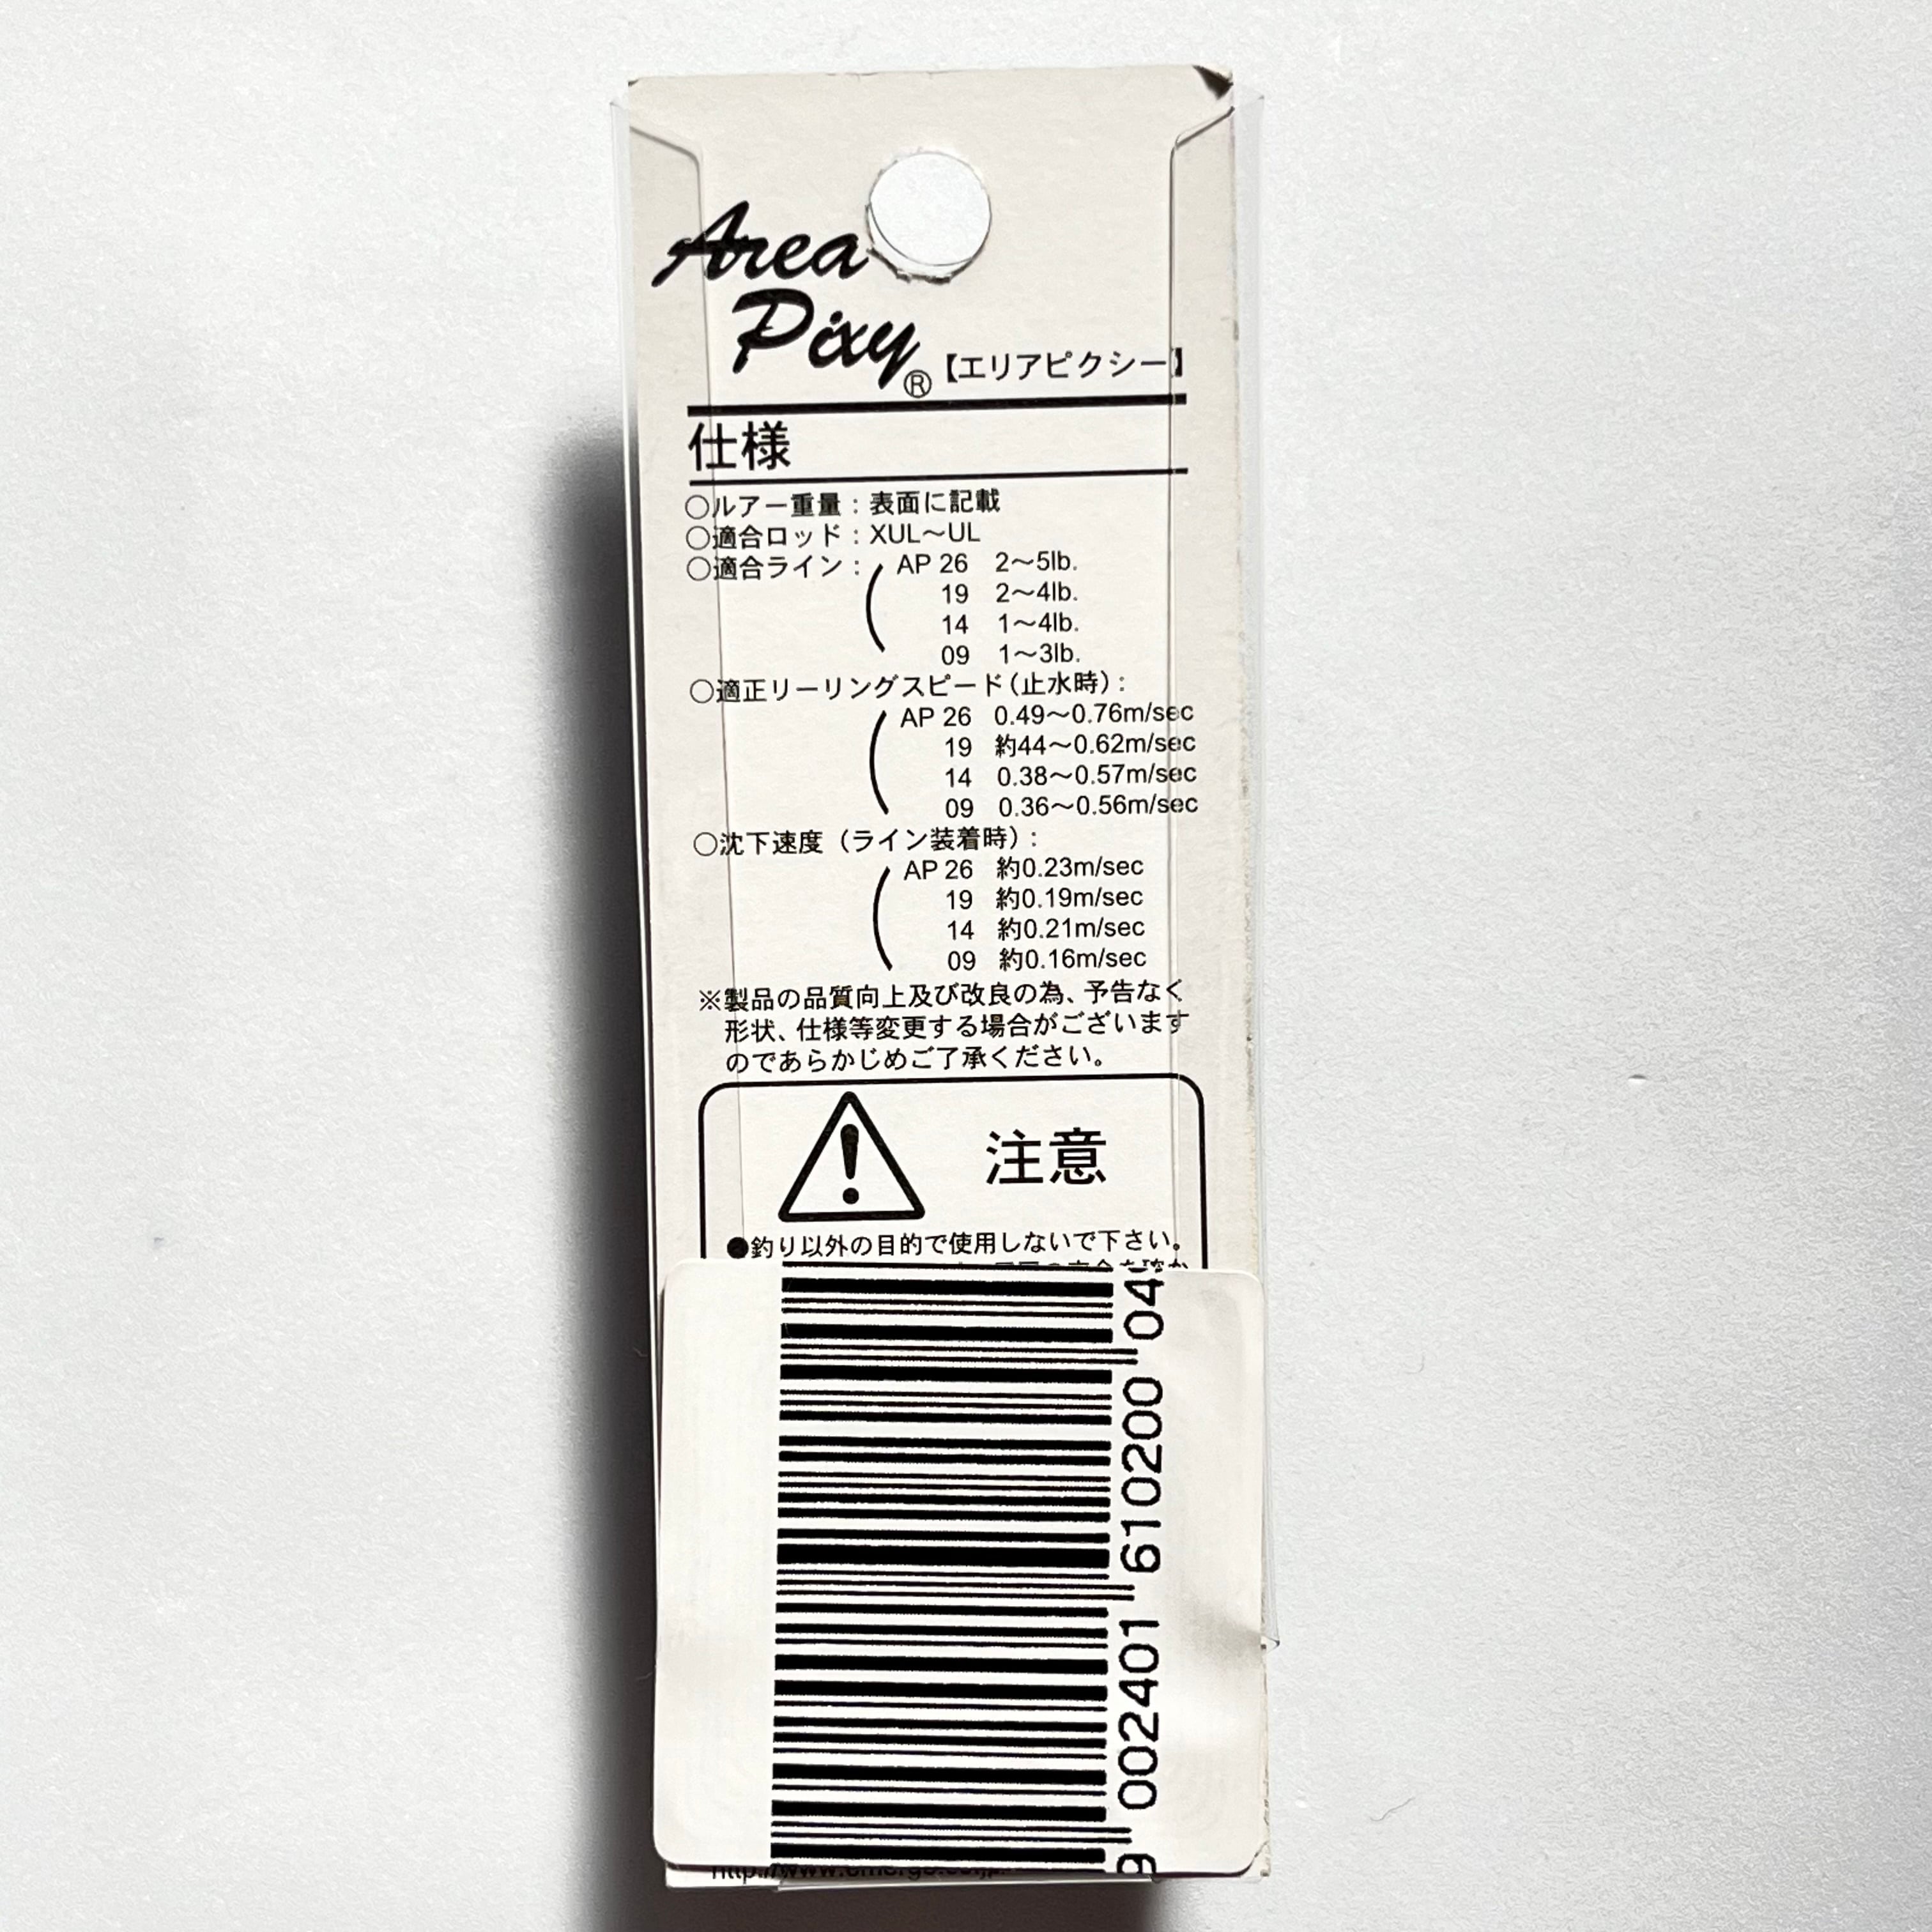 Area
Pixy® 【エリアピクシー】
仕様
○ルアー重量：表面に記載
○適合ロッド：XUL～UL
○適合ライン：( AP 26 2～5lb.
19 2～4lb.
14 1～4lb.
09 1～3lb.
○適正リーリングスピード（止水時）：
( AP 26 0.49～0.76m/sec
19 約44～0.62m/sec
14 0.38～0.57m/sec
09 0.36～0.56m/sec
○沈下速度（ライン装着時）：
( AP 26 約0.23m/sec
19 約0.19m/sec
14 約0.21m/sec
09 約0.16m/sec
※製品の品質向上及び改良の為、予告なく
形状、仕様等変更する場合がございます
のであらかじめご了承ください。
注意
●釣り以外の目的で使用しないで下さい。
9 002401 610200 04